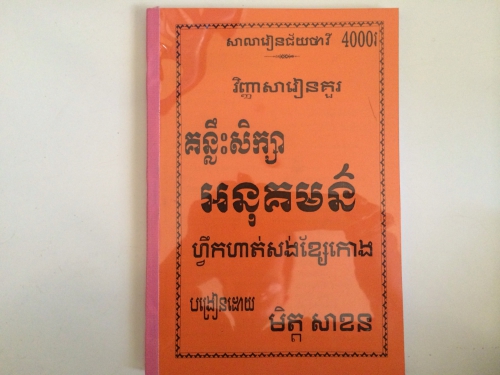 សាលារៀនជ័យថាវី 4000៛
វិញ្ញាសារៀនគួរ
គន្លឹះសិក្សា
អនុគមន៍
ហ្វឹកហាត់សង់ខ្សែកោង
បង្រៀនដោយ
មិត្ត សាខន